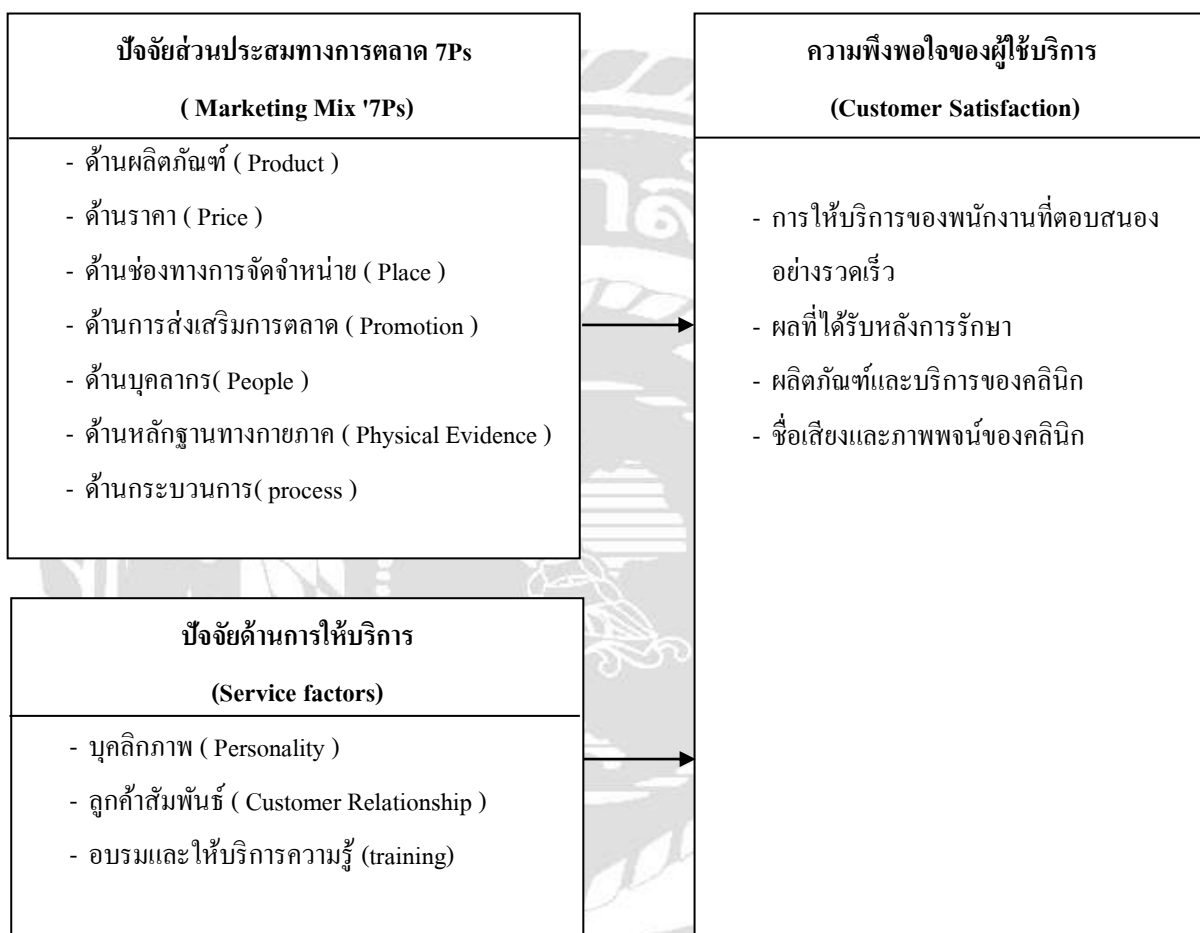 ปัจจัยส่วนประสมทางการตลาด 7Ps
( Marketing Mix '7Ps)
- ด้านผลิตภัณฑ์ ( Product )
- ด้านราคา ( Price )
- ด้านช่องทางการจัดจำหน่าย ( Place )
- ด้านการส่งเสริมการตลาด ( Promotion )
- ด้านบุคลากร( People )
- ด้านหลักฐานทางกายภาค ( Physical Evidence )
- ด้านกระบวนการ( process )
ปัจจัยด้านการให้บริการ
(Service factors)
- บุคลิกภาพ ( Personality )
- ลูกค้าสัมพันธ์ ( Customer Relationship )
- อบรมและให้บริการความรู้ (training)
ความพึงพอใจของผู้ใช้บริการ
(Customer Satisfaction)
- การให้บริการของพนักงานที่ตอบสนอง
อย่างรวดเร็ว
- ผลที่ได้รับหลังการรักษา
- ผลิตภัณฑ์และบริการของคลินิก
- ชื่อเสียงและภาพพจน์ของคลินิก